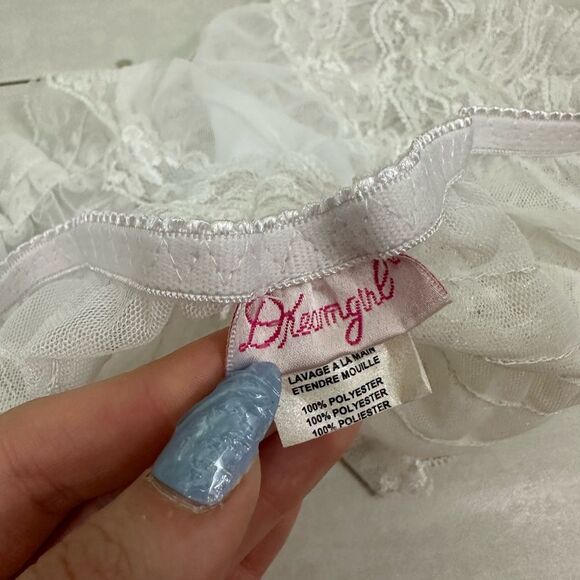 Dreamgirl
LAVAGE A LA MAIN
ETENDRE MOUILLE
100% POLYESTER
100% POLYESTER
100% POLIESTER